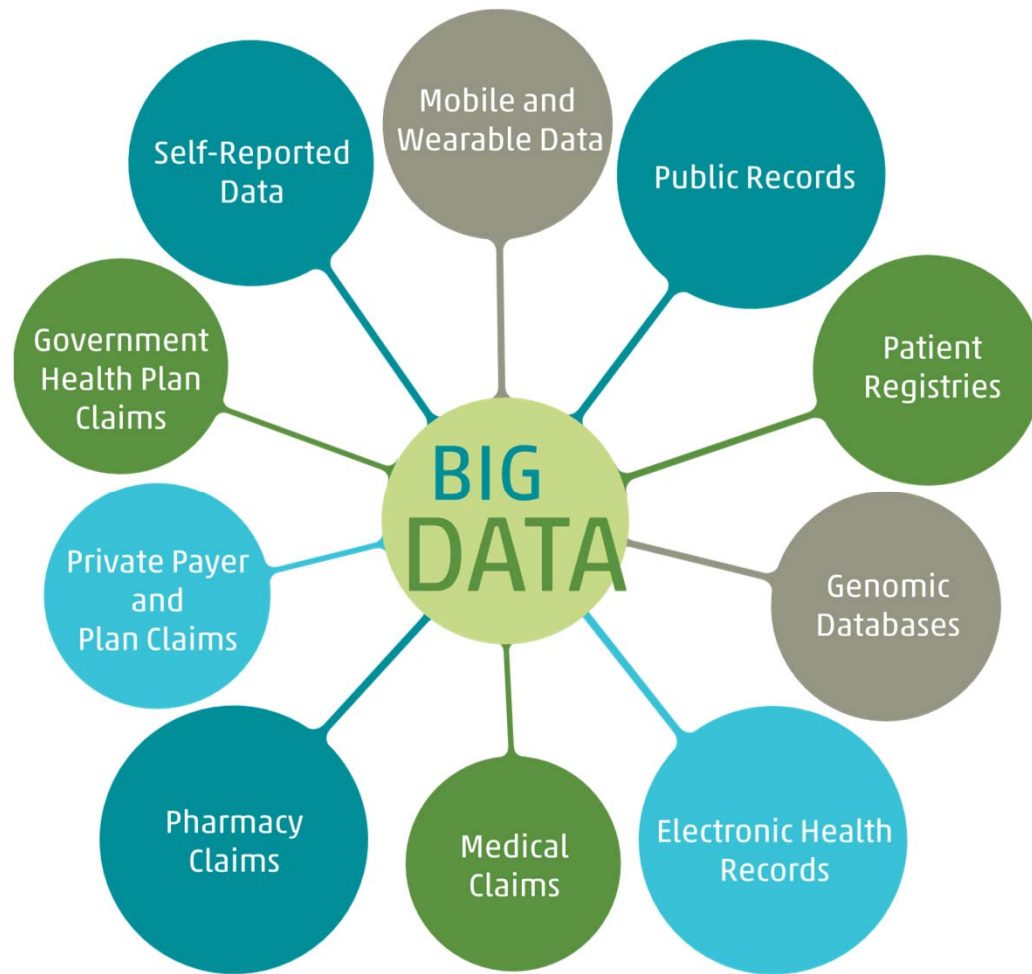 Mobile and
Wearable Data
Public Records
Patient
Registries
Genomic
Databases
Electronic Health
Records
Medical
Claims
Pharmacy
Claims
Private Payer
and
Plan Claims
Government
Health Plan
Claims
Self-Reported
Data
BIG
DATA